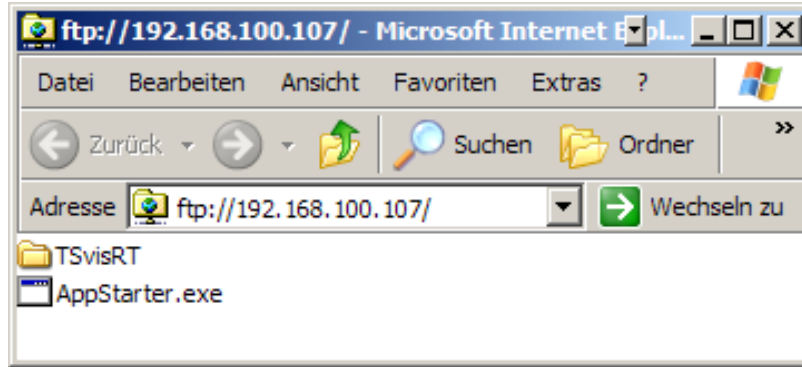 ftp://192.168.100.107/ - Microsoft Internet Expl...
Datei Bearbeiten Ansicht Favoriten Extras ?
Zurück Suchen Ordner »
Adresse ftp://192.168.100.107/ Wechseln zu
TSvisRT
AppStarter.exe